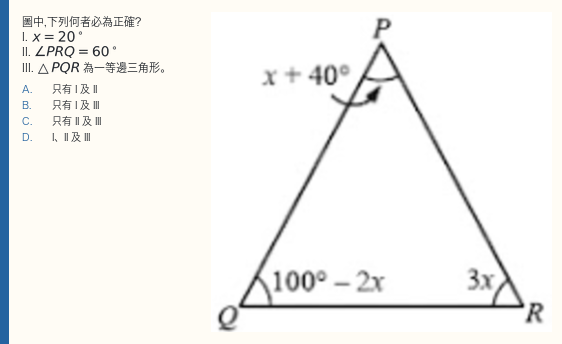 圖中,下列何者必為正確?
I. x = 20 °
II. ∠PRQ = 60 °
III. △ PQR 為一等邊三角形。
A. 只有 I 及 II
B. 只有 I 及 III
C. 只有 II 及 III
D. I、II 及 III
P
x + 40°
100° – 2x
3x
Q
R